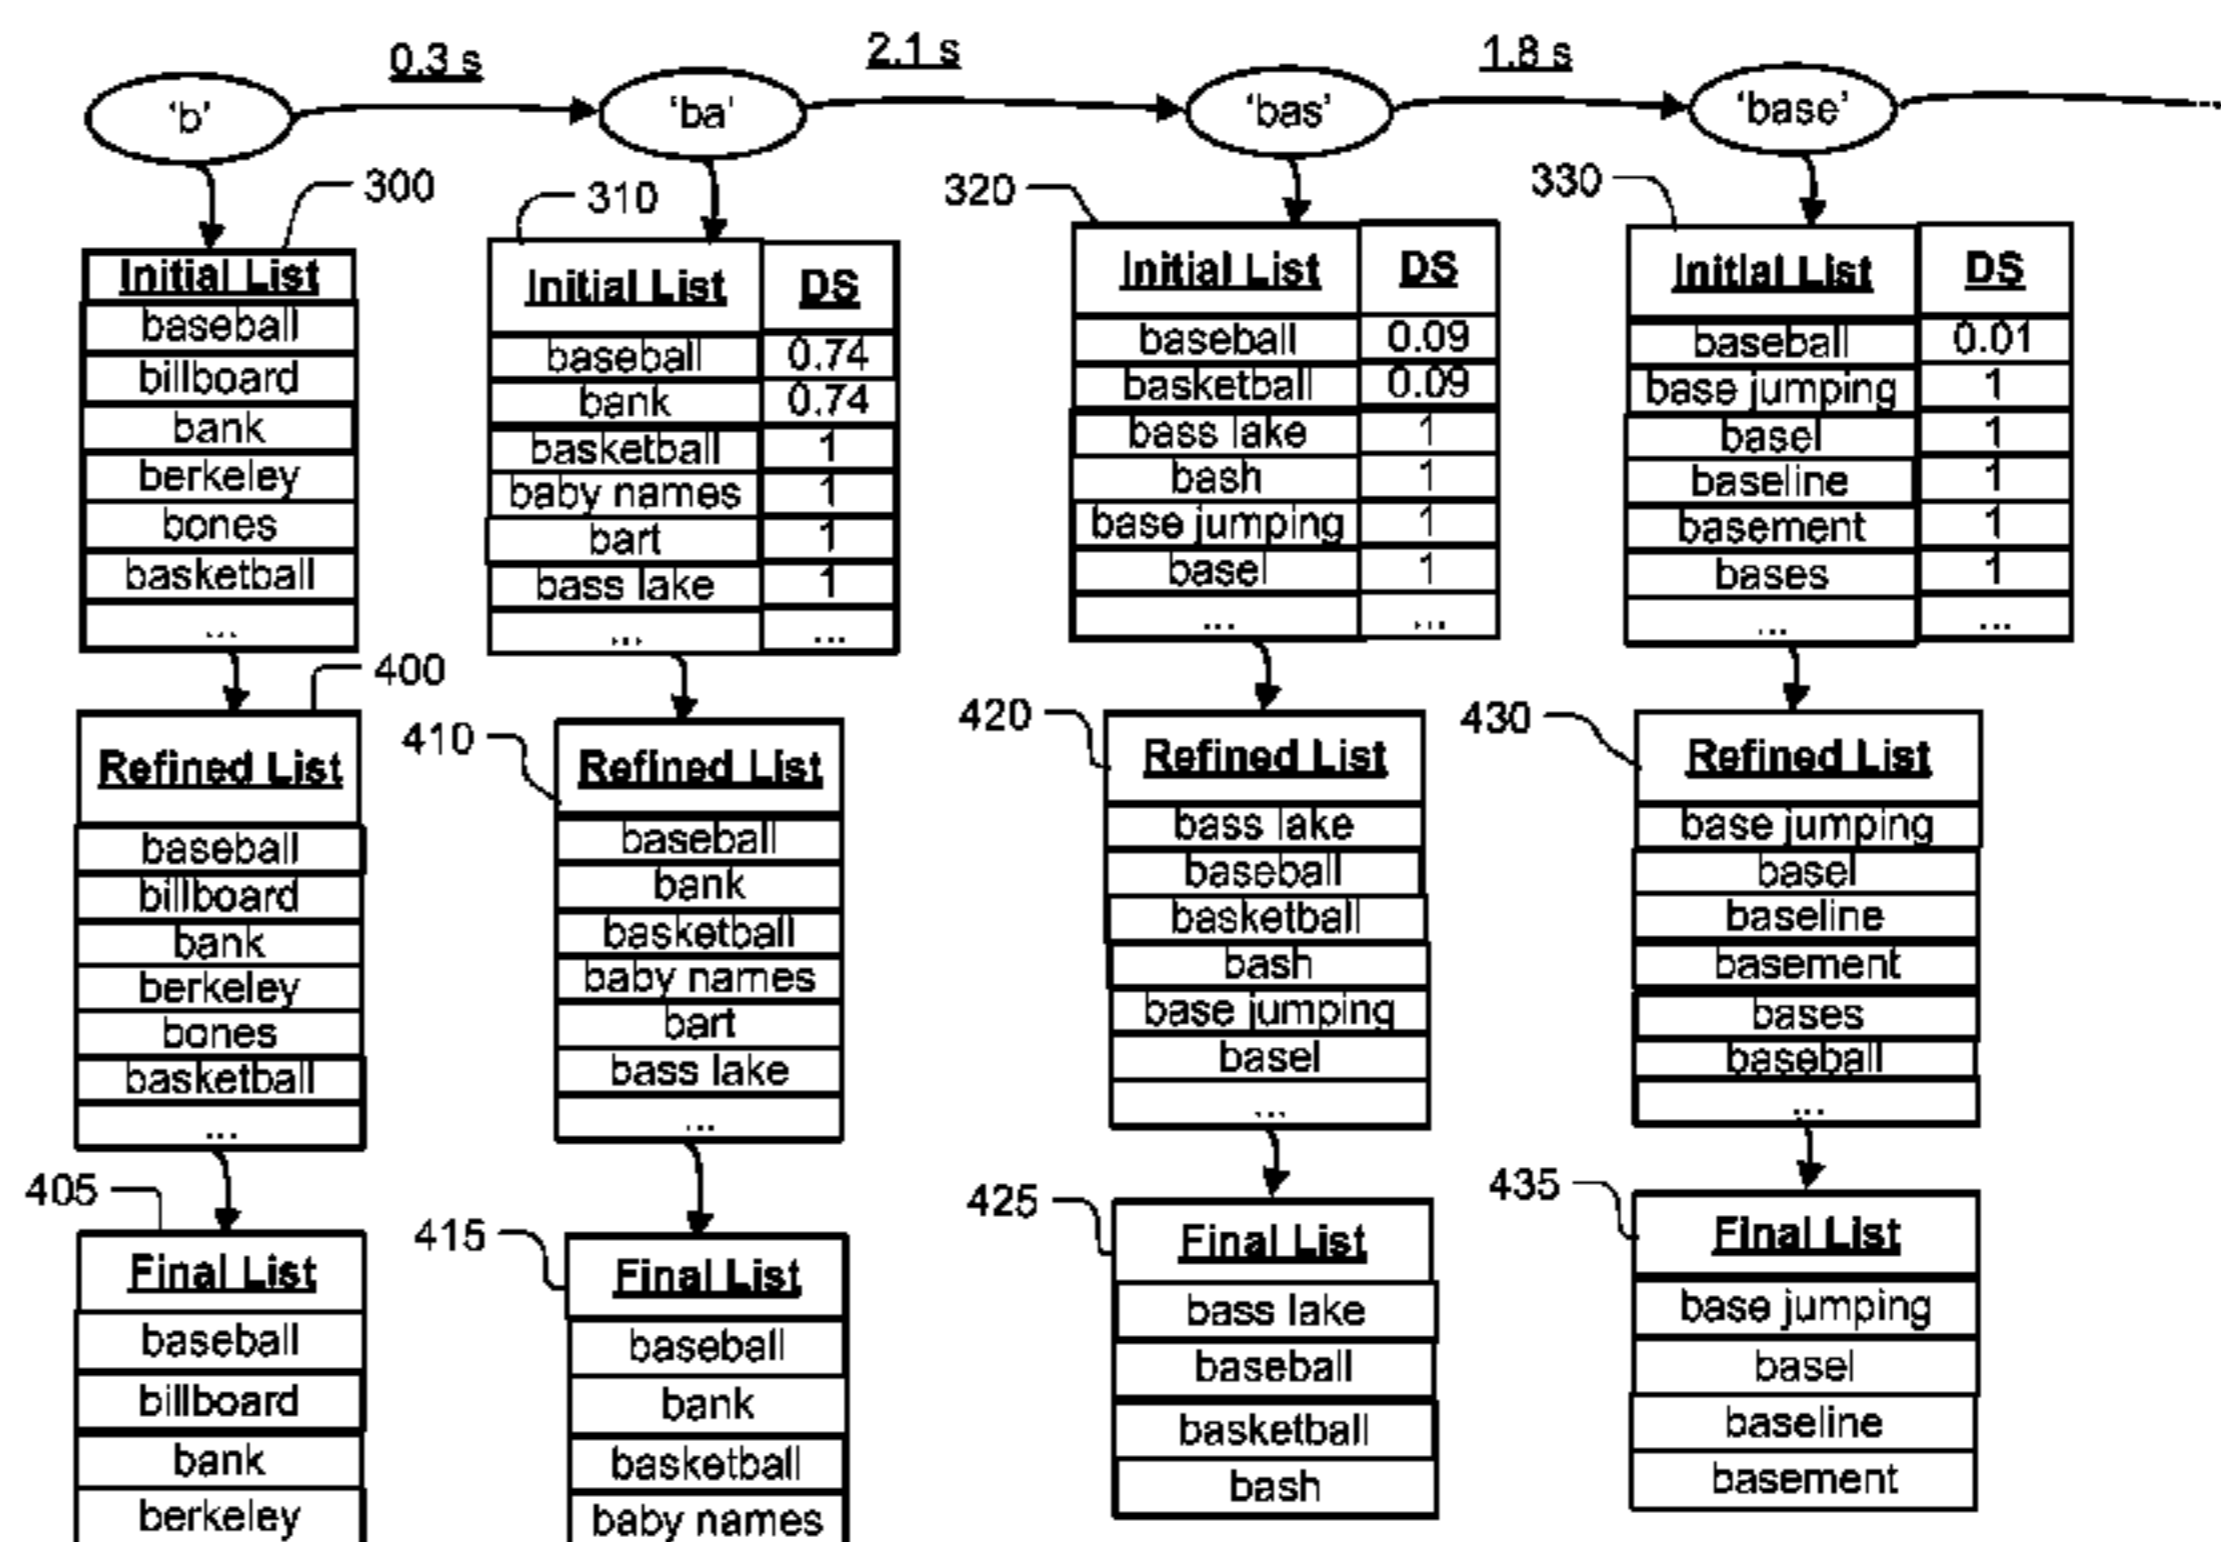 0.3 s
2.1 s
1.8 s
'b'
'ba'
'bas'
'base'
...
300
Initial List
baseball
billboard
bank
berkeley
bones
basketball
...
400
Refined List
baseball
billboard
bank
berkeley
bones
basketball
...
405
Final List
baseball
billboard
bank
berkeley
310
Initial List DS
baseball 0.74
bank 0.74
basketball 1
baby names 1
bart 1
bass lake 1
... ...
410
Refined List
baseball
bank
basketball
baby names
bart
bass lake
...
415
Final List
baseball
bank
basketball
baby names
320
Initial List DS
baseball 0.09
basketball 0.09
bass lake 1
bash 1
base jumping 1
basel 1
... ...
420
Refined List
bass lake
baseball
basketball
bash
base jumping
basel
...
425
Final List
bass lake
baseball
basketball
bash
330
Initial List DS
baseball 0.01
base jumping 1
basel 1
baseline 1
basement 1
bases 1
... ...
430
Refined List
base jumping
basel
baseline
basement
bases
baseball
...
435
Final List
base jumping
basel
baseline
basement